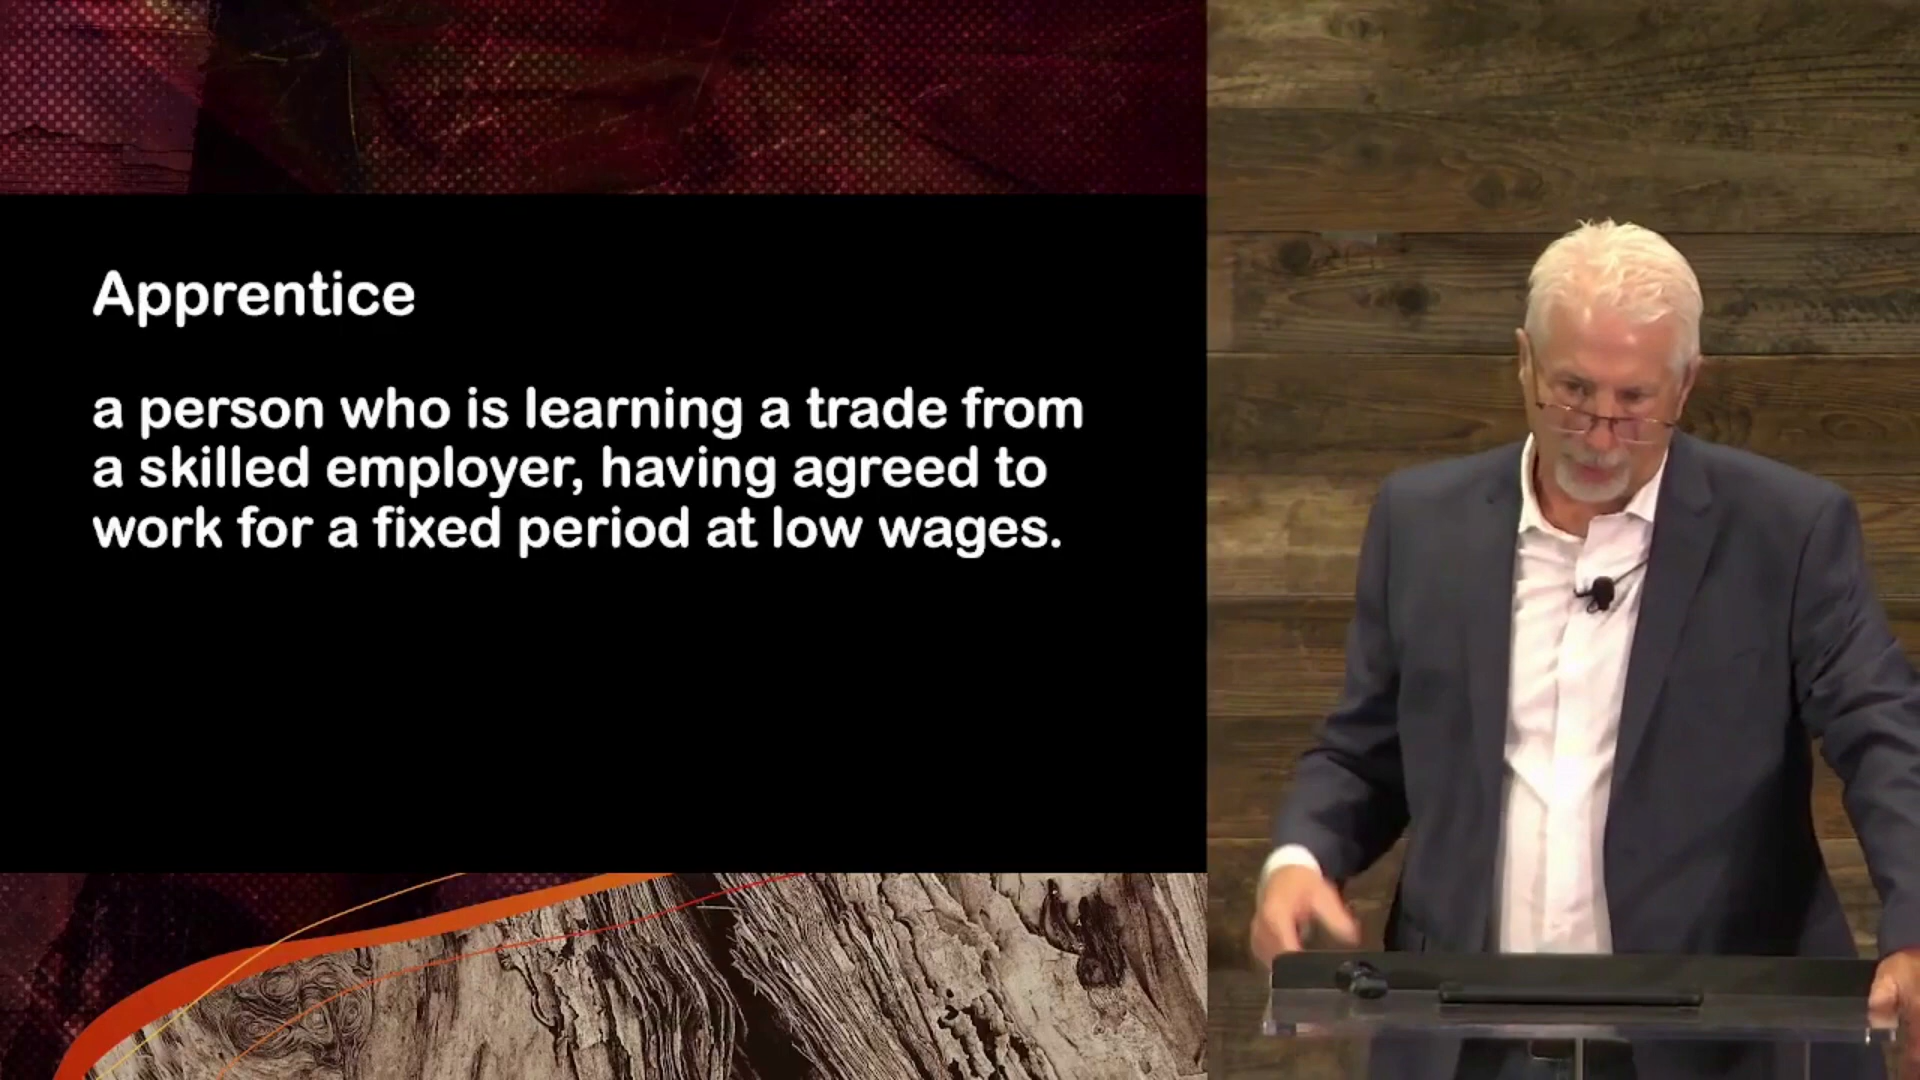 Apprentice
a person who is learning a trade from
a skilled employer, having agreed to
work for a fixed period at low wages.